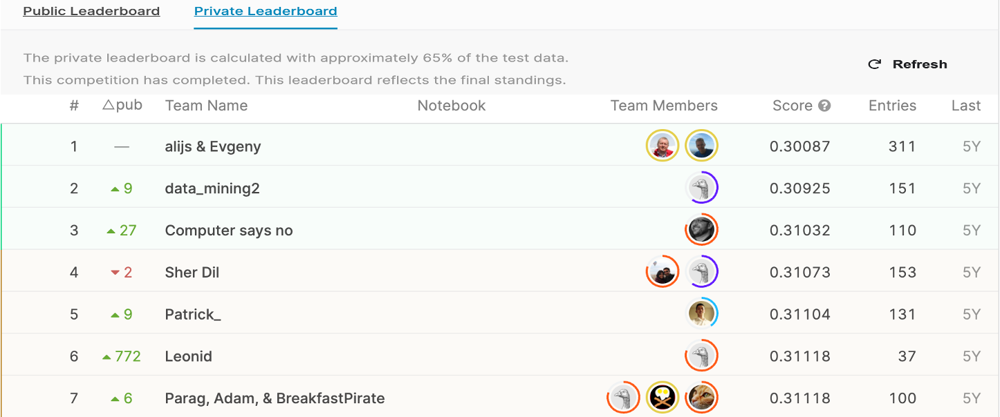 Public Leaderboard Private Leaderboard
The private leaderboard is calculated with approximately 65% of the test data.
This competition has completed. This leaderboard reflects the final standings.
Refresh
# △pub Team Name Notebook Team Members Score ? Entries Last
1 — alijs & Evgeny 0.30087 311 5Y
2 ▲ 9 data_mining2 0.30925 151 5Y
3 ▲ 27 Computer says no 0.31032 110 5Y
4 ▼ 2 Sher Dil 0.31073 153 5Y
5 ▲ 9 Patrick_ 0.31104 131 5Y
6 ▲ 772 Leonid 0.31118 37 5Y
7 ▲ 6 Parag, Adam, & BreakfastPirate 0.31118 100 5Y